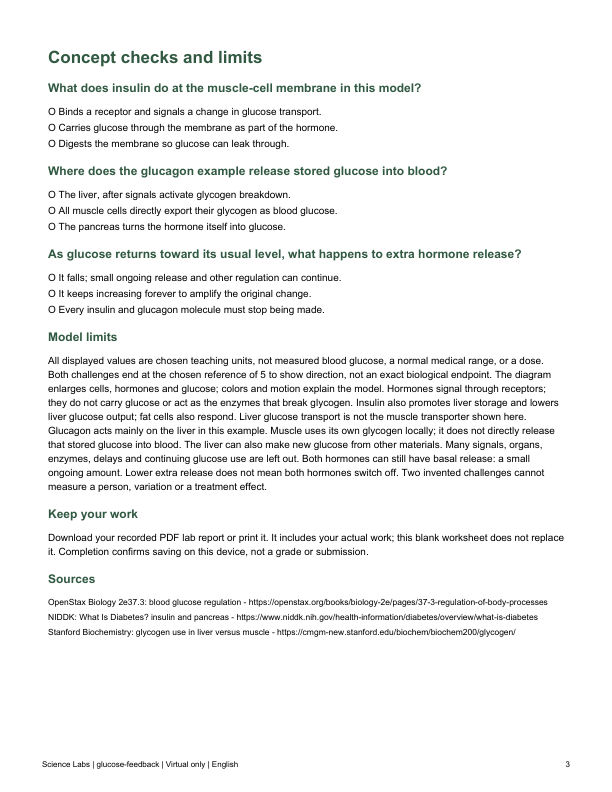 Concept checks and limits
What does insulin do at the muscle-cell membrane in this model?
O Binds a receptor and signals a change in glucose transport.
O Carries glucose through the membrane as part of the hormone.
O Digests the membrane so glucose can leak through.
Where does the glucagon example release stored glucose into blood?
O The liver, after signals activate glycogen breakdown.
O All muscle cells directly export their glycogen as blood glucose.
O The pancreas turns the hormone itself into glucose.
As glucose returns toward its usual level, what happens to extra hormone release?
O It falls; small ongoing release and other regulation can continue.
O It keeps increasing forever to amplify the original change.
O Every insulin and glucagon molecule must stop being made.
Model limits
All displayed values are chosen teaching units, not measured blood glucose, a normal medical range, or a dose.
Both challenges end at the chosen reference of 5 to show direction, not an exact biological endpoint. The diagram
enlarges cells, hormones and glucose; colors and motion explain the model. Hormones signal through receptors;
they do not carry glucose or act as the enzymes that break glycogen. Insulin also promotes liver storage and lowers
liver glucose output; fat cells also respond. Liver glucose transport is not the muscle transporter shown here.
Glucagon acts mainly on the liver in this example. Muscle uses its own glycogen locally; it does not directly release
that stored glucose into blood. The liver can also make new glucose from other materials. Many signals, organs,
enzymes, delays and continuing glucose use are left out. Both hormones can still have basal release: a small
ongoing amount. Lower extra release does not mean both hormones switch off. Two invented challenges cannot
measure a person, variation or a treatment effect.
Keep your work
Download your recorded PDF lab report or print it. It includes your actual work; this blank worksheet does not replace
it. Completion confirms saving on this device, not a grade or submission.
Sources
OpenStax Biology 2e37.3: blood glucose regulation - https://openstax.org/books/biology-2e/pages/37-3-regulation-of-body-processes
NIDDK: What Is Diabetes? insulin and pancreas - https://www.niddk.nih.gov/health-information/diabetes/overview/what-is-diabetes
Stanford Biochemistry: glycogen use in liver versus muscle - https://cmgm-new.stanford.edu/biochem/biochem200/glycogen/
Science Labs | glucose-feedback | Virtual only | English 3